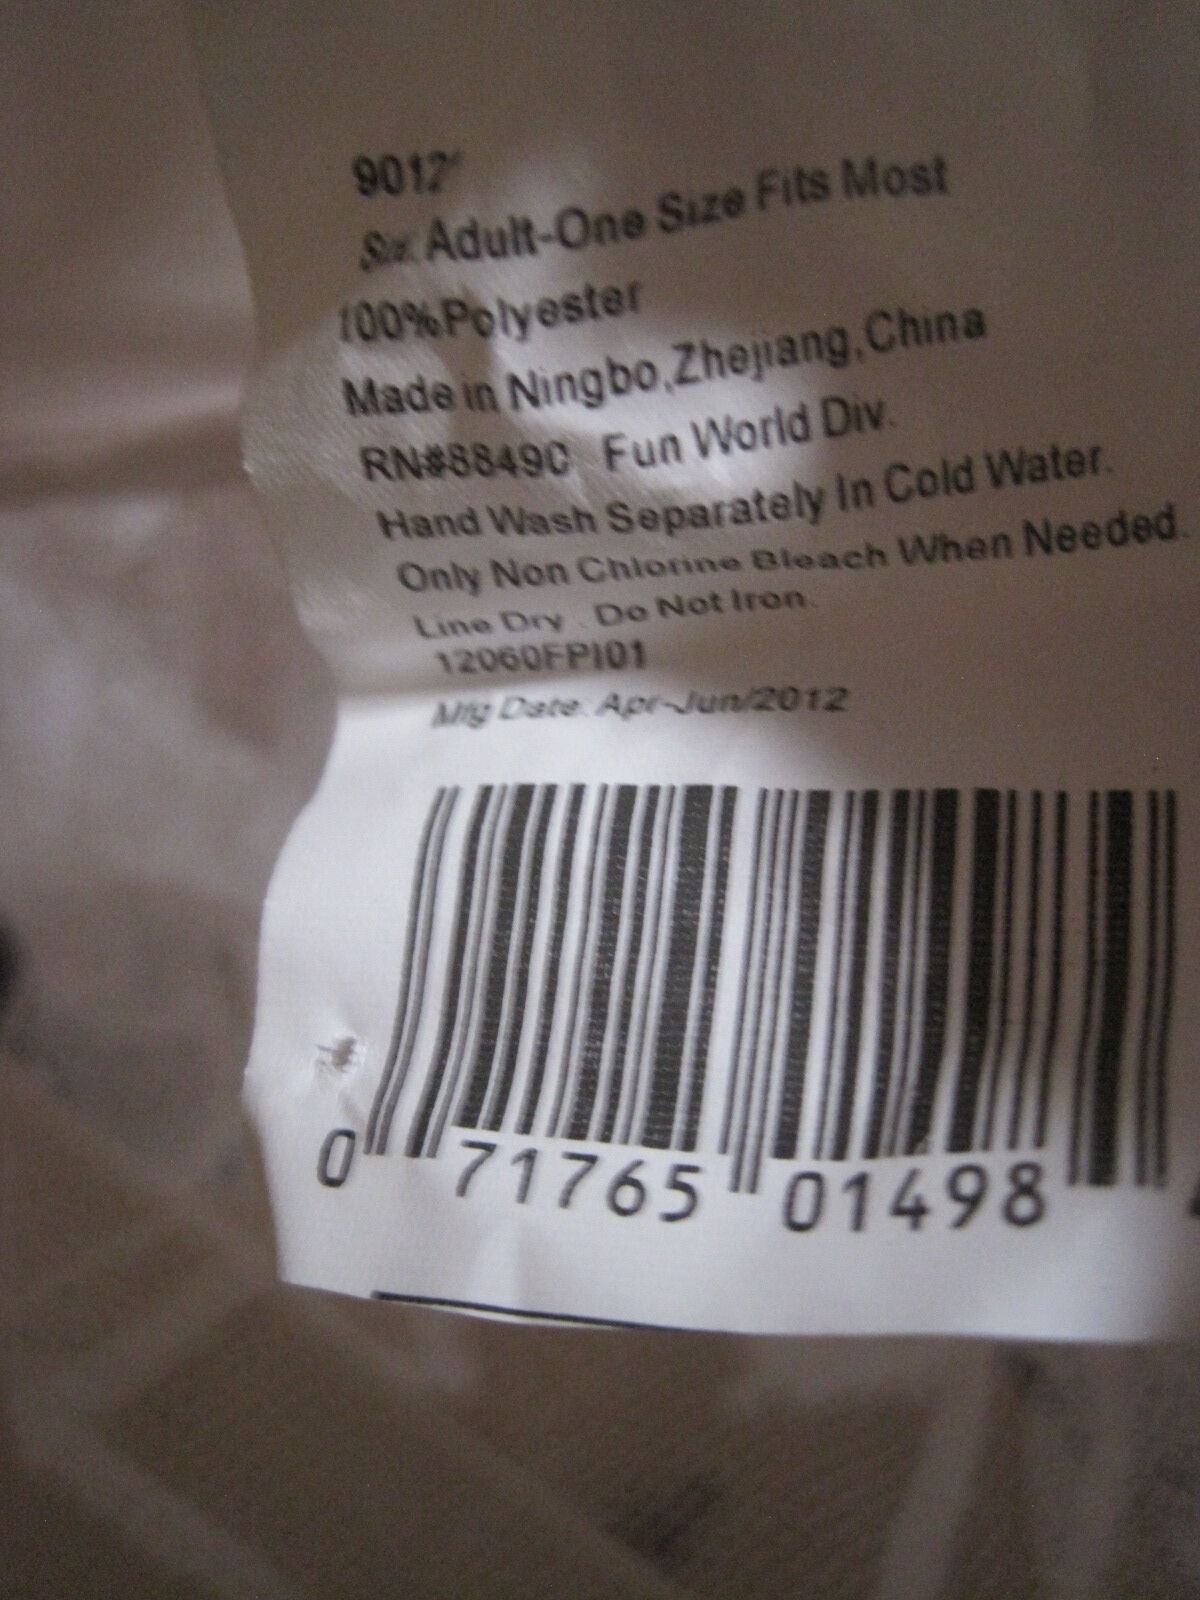 Size: Adult-One Size Fits Most
100%Polyester
Made in Ningbo,Zhejiang,China
RN#88490 Fun World Div.
Hand Wash Separately In Cold Water.
Only Non Chlorine Bleach When Needed.
Line Dry . Do Not Iron.
12060FPI01
Mfg Date: Apr-Jun/2012
0 71765 01498